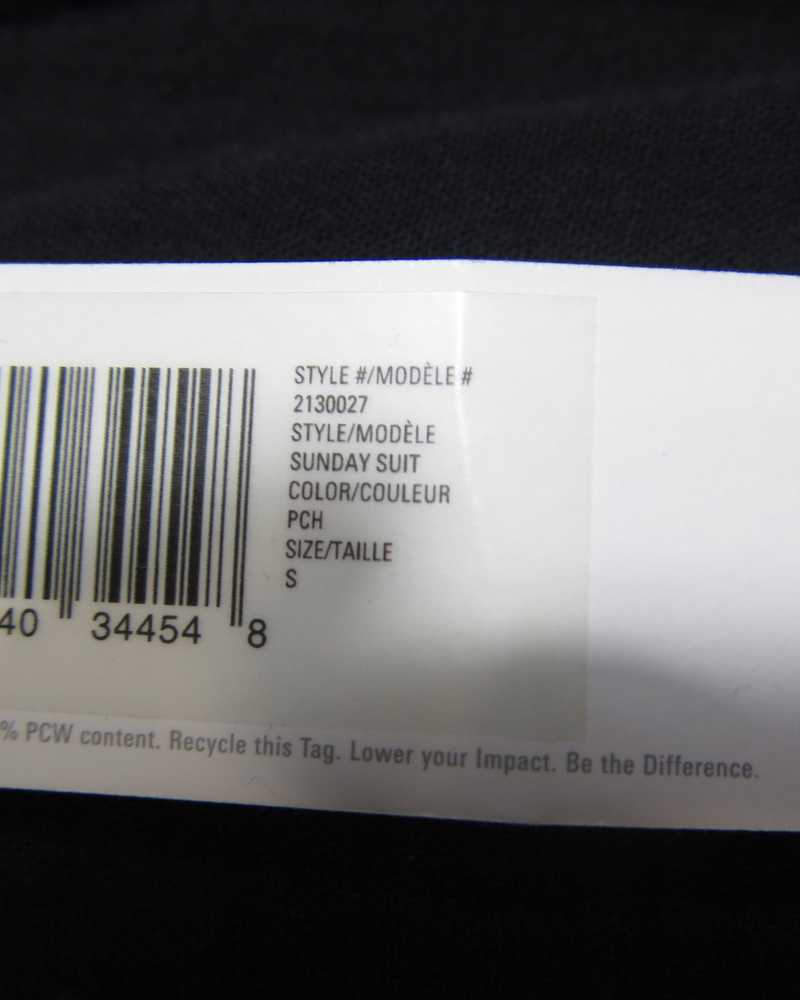 STYLE #/MODÈLE #
2130027
STYLE/MODÈLE
SUNDAY SUIT
COLOR/COULEUR
PCH
SIZE/TAILLE
S
40 34454 8
% PCW content. Recycle this Tag. Lower your Impact. Be the Difference.